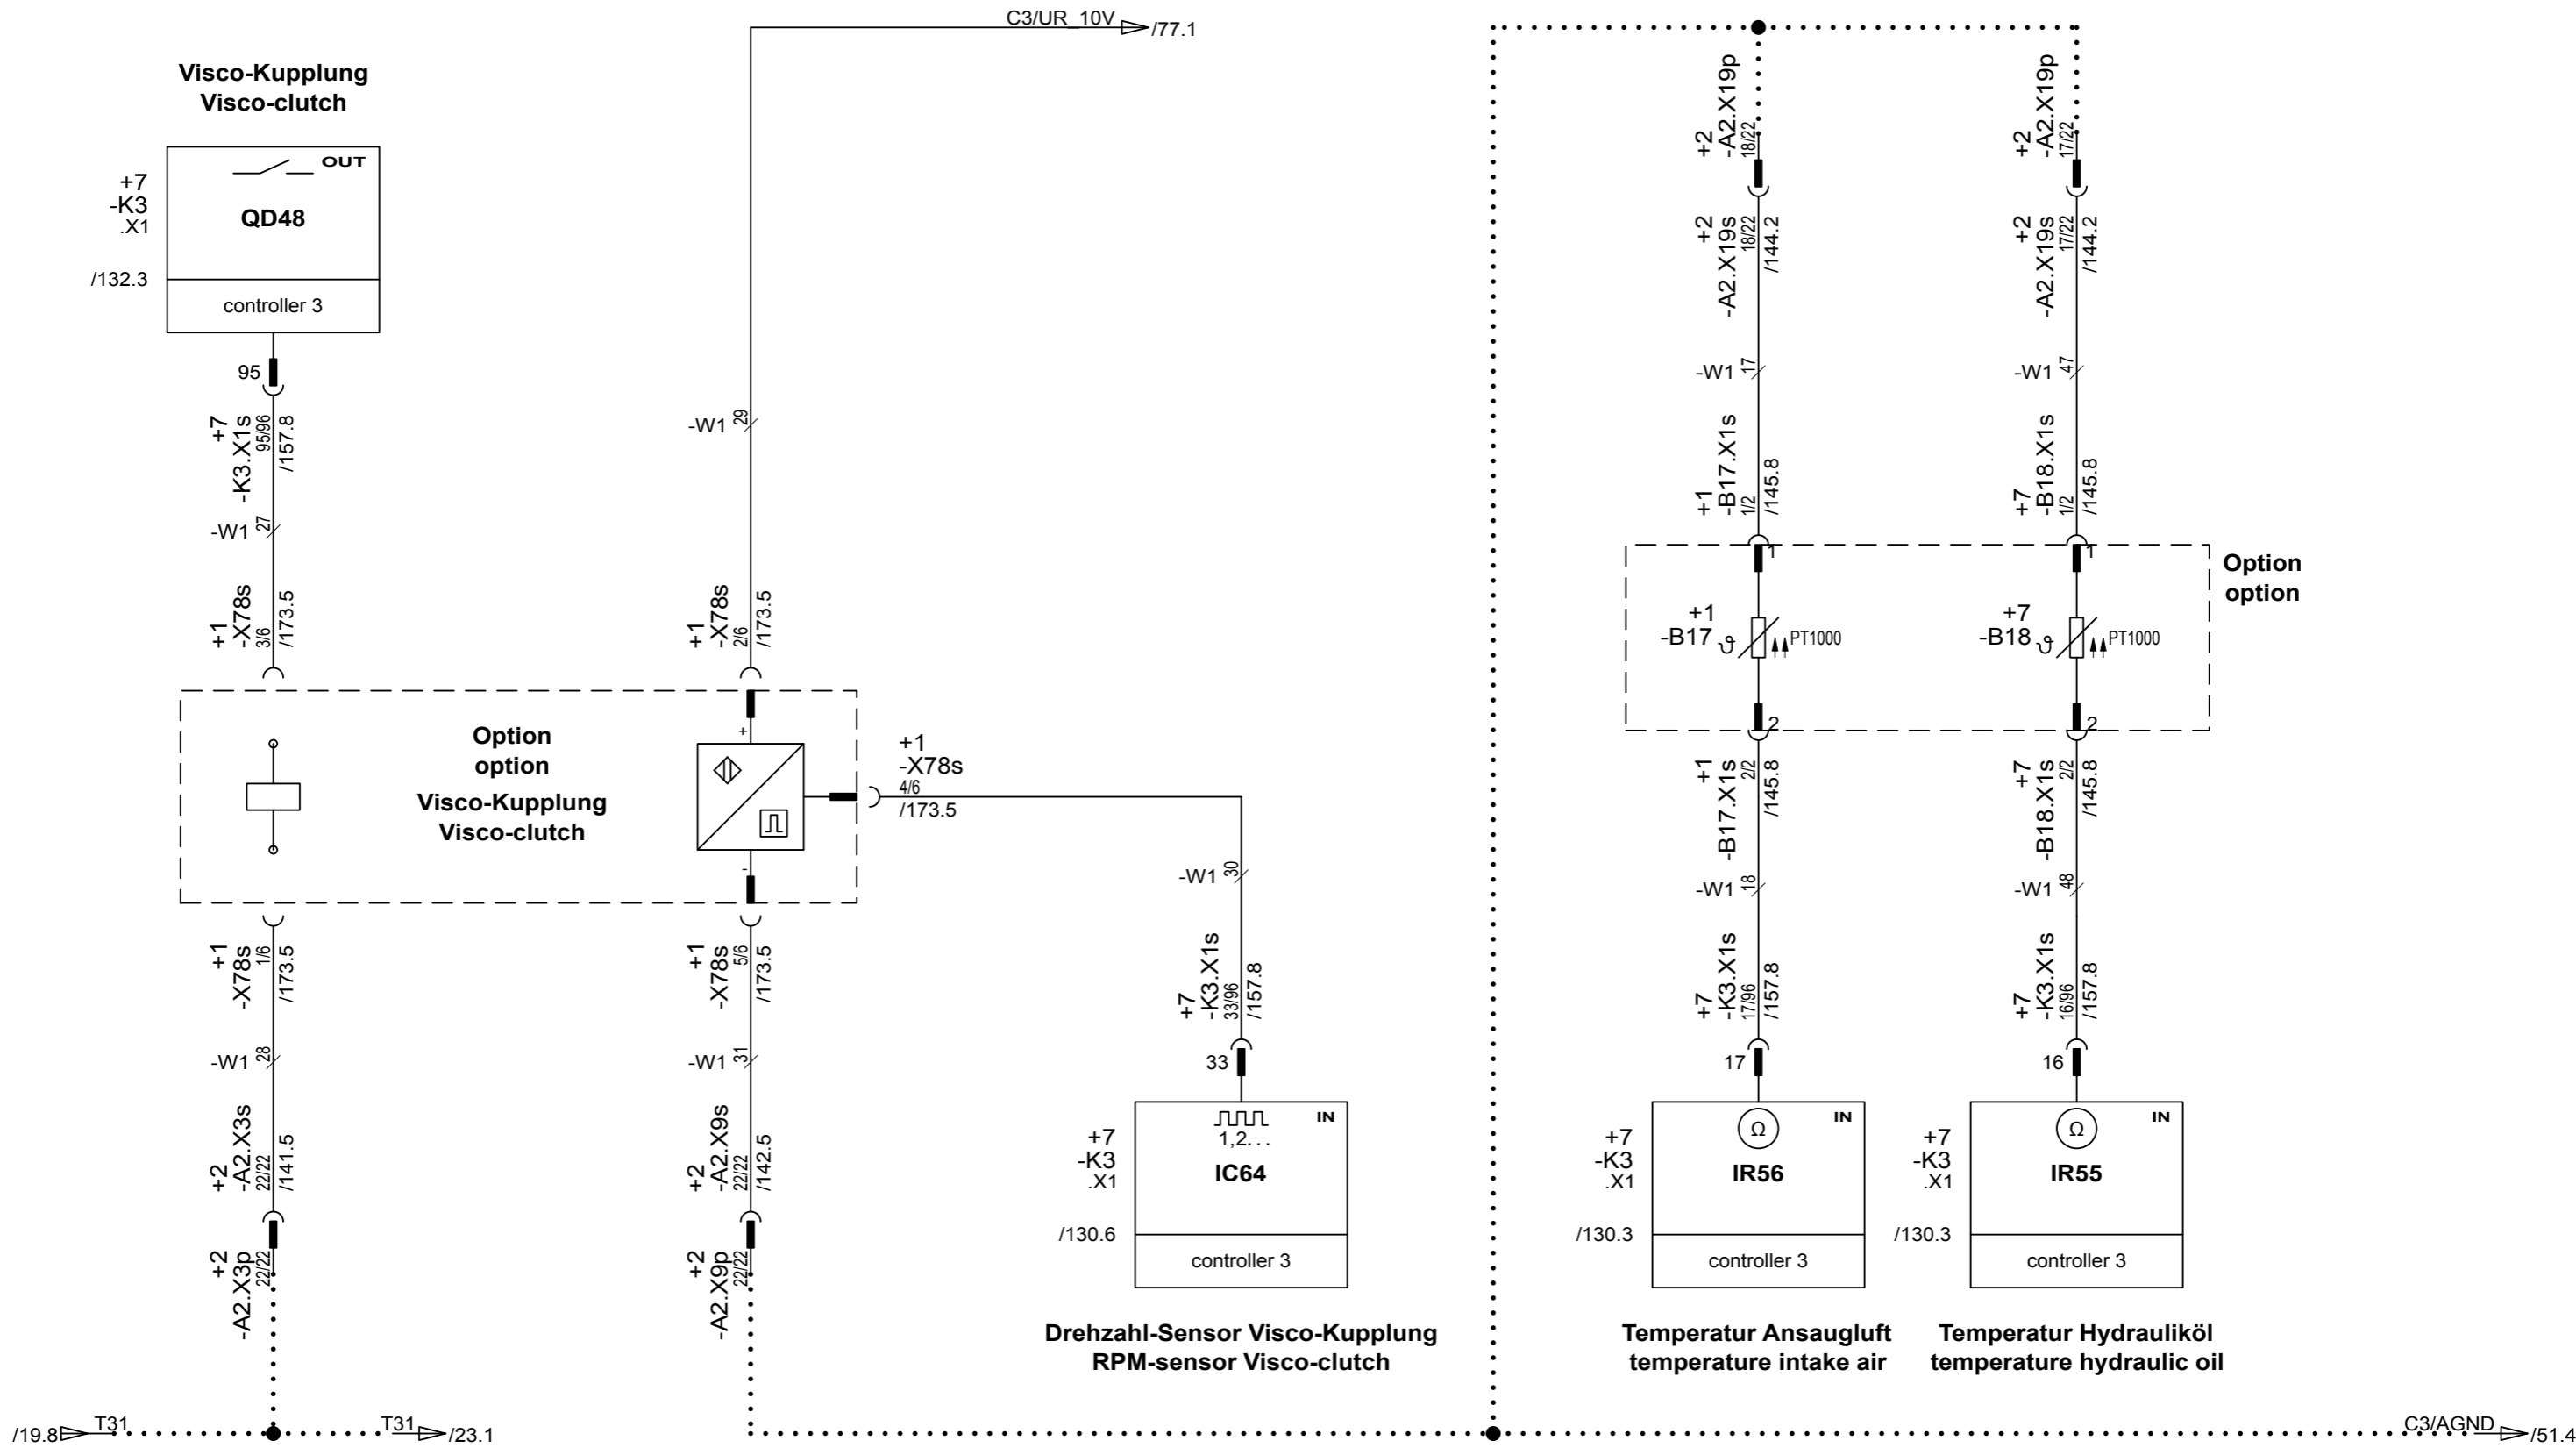 C3/UR_10V
/77.1
Visco-Kupplung
Visco-clutch
+7
-K3
.X1
OUT
QD48
/132.3
controller 3
95
+7
-K3.X1s
95/96
/157.8
-W1
27
+1
-X78s
3/6
/173.5
-W1
29
+1
-X78s
2/6
/173.5
Option
option
Visco-Kupplung
Visco-clutch
+
-
+1
-X78s
4/6
/173.5
-W1
30
+7
-K3.X1s
33/96
/157.8
33
+7
-K3
.X1
IN
1,2...
IC64
/130.6
controller 3
Drehzahl-Sensor Visco-Kupplung
RPM-sensor Visco-clutch
+1
-X78s
1/6
/173.5
-W1
28
+2
-A2.X3s
22/22
/141.5
+2
-A2.X3p
22/22
+1
-X78s
5/6
/173.5
-W1
31
+2
-A2.X9s
22/22
/142.5
+2
-A2.X9p
22/22
+2
-A2.X19p
18/22
+2
-A2.X19s
18/22
/144.2
-W1
17
+1
-B17.X1s
1/2
/145.8
1
+1
-B17
ϑ
PT1000
2
+1
-B17.X1s
2/2
/145.8
-W1
18
+7
-K3.X1s
17/96
/157.8
17
+7
-K3
.X1
IN
Ω
IR56
/130.3
controller 3
Temperatur Ansaugluft
temperature intake air
+2
-A2.X19p
17/22
+2
-A2.X19s
17/22
/144.2
-W1
47
+7
-B18.X1s
1/2
/145.8
1
Option
option
+7
-B18
ϑ
PT1000
2
+7
-B18.X1s
2/2
/145.8
-W1
48
+7
-K3.X1s
16/96
/157.8
16
+7
-K3
.X1
IN
Ω
IR55
/130.3
controller 3
Temperatur Hydrauliköl
temperature hydraulic oil
/19.8
T31
T31
/23.1
C3/AGND
/51.4